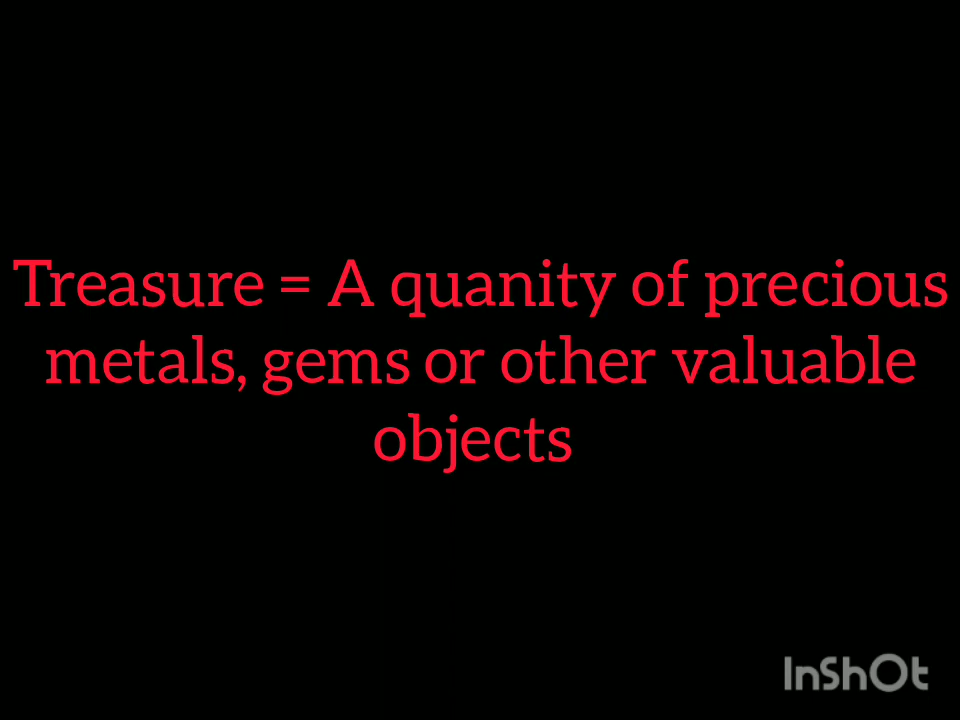 Treasure = A quanity of precious
metals, gems or other valuable
objects
InShOt